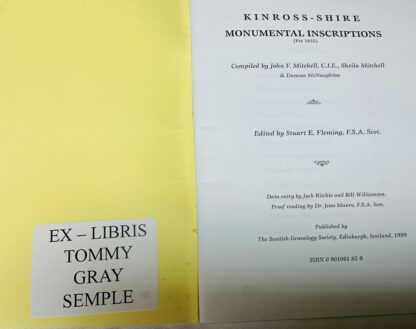 KINROSS-SHIRE
MONUMENTAL INSCRIPTIONS
(Pre 1855)
Compiled by John F. Mitchell, C.I.E., Sheila Mitchell
& Duncan McNaughton
Edited by Stuart E. Fleming, F.S.A. Scot.
Data entry by Jack Ritchie and Bill Williamson.
Proof reading by Dr. Jean Munro, F.S.A. Scot.
Published by
The Scottish Genealogy Society, Edinburgh, Scotland, 1999
ISBN 0 901061 85 9
EX – LIBRIS
TOMMY
GRAY
SEMPLE